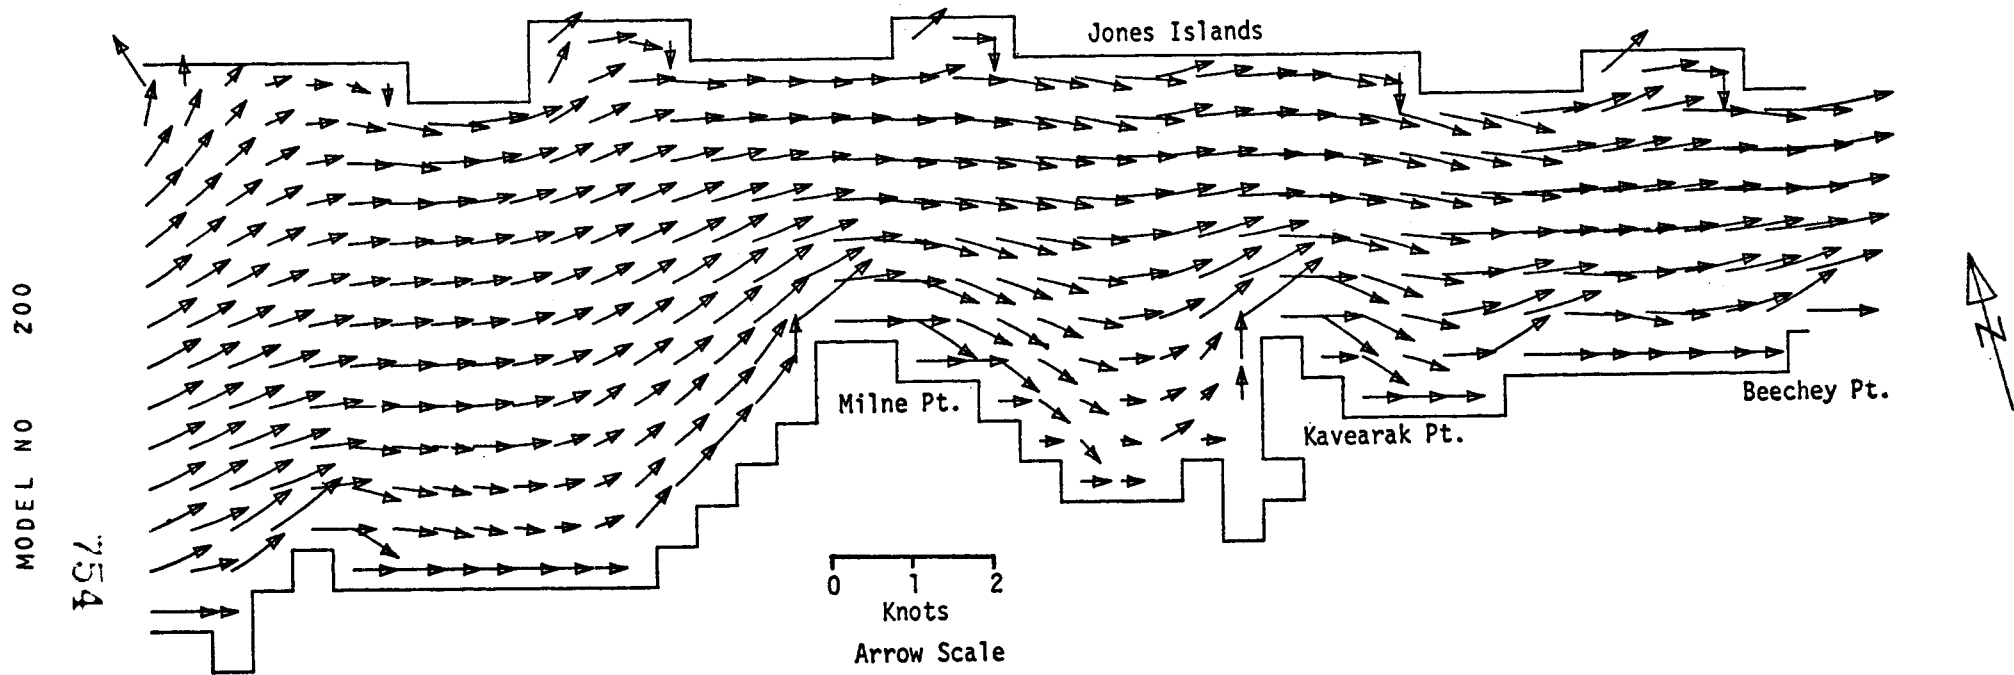 Jones Islands
Milne Pt.
Kavearak Pt.
Beechey Pt.
MODEL NO 200
754
0 1 2
Knots
Arrow Scale
N